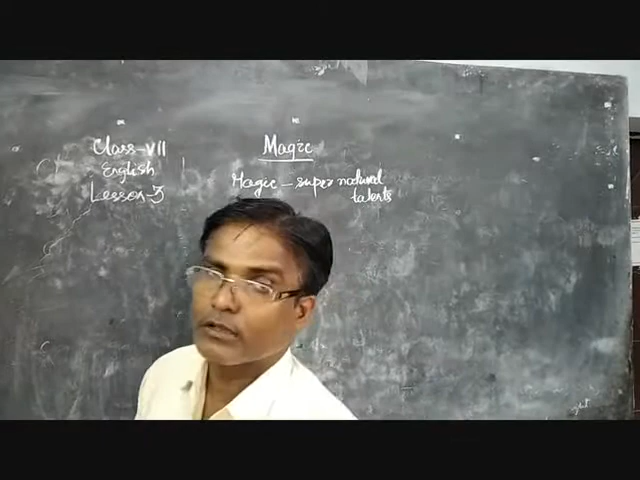 Class-VII
English
Lesson-3
Magic
Magic - super natural
talents